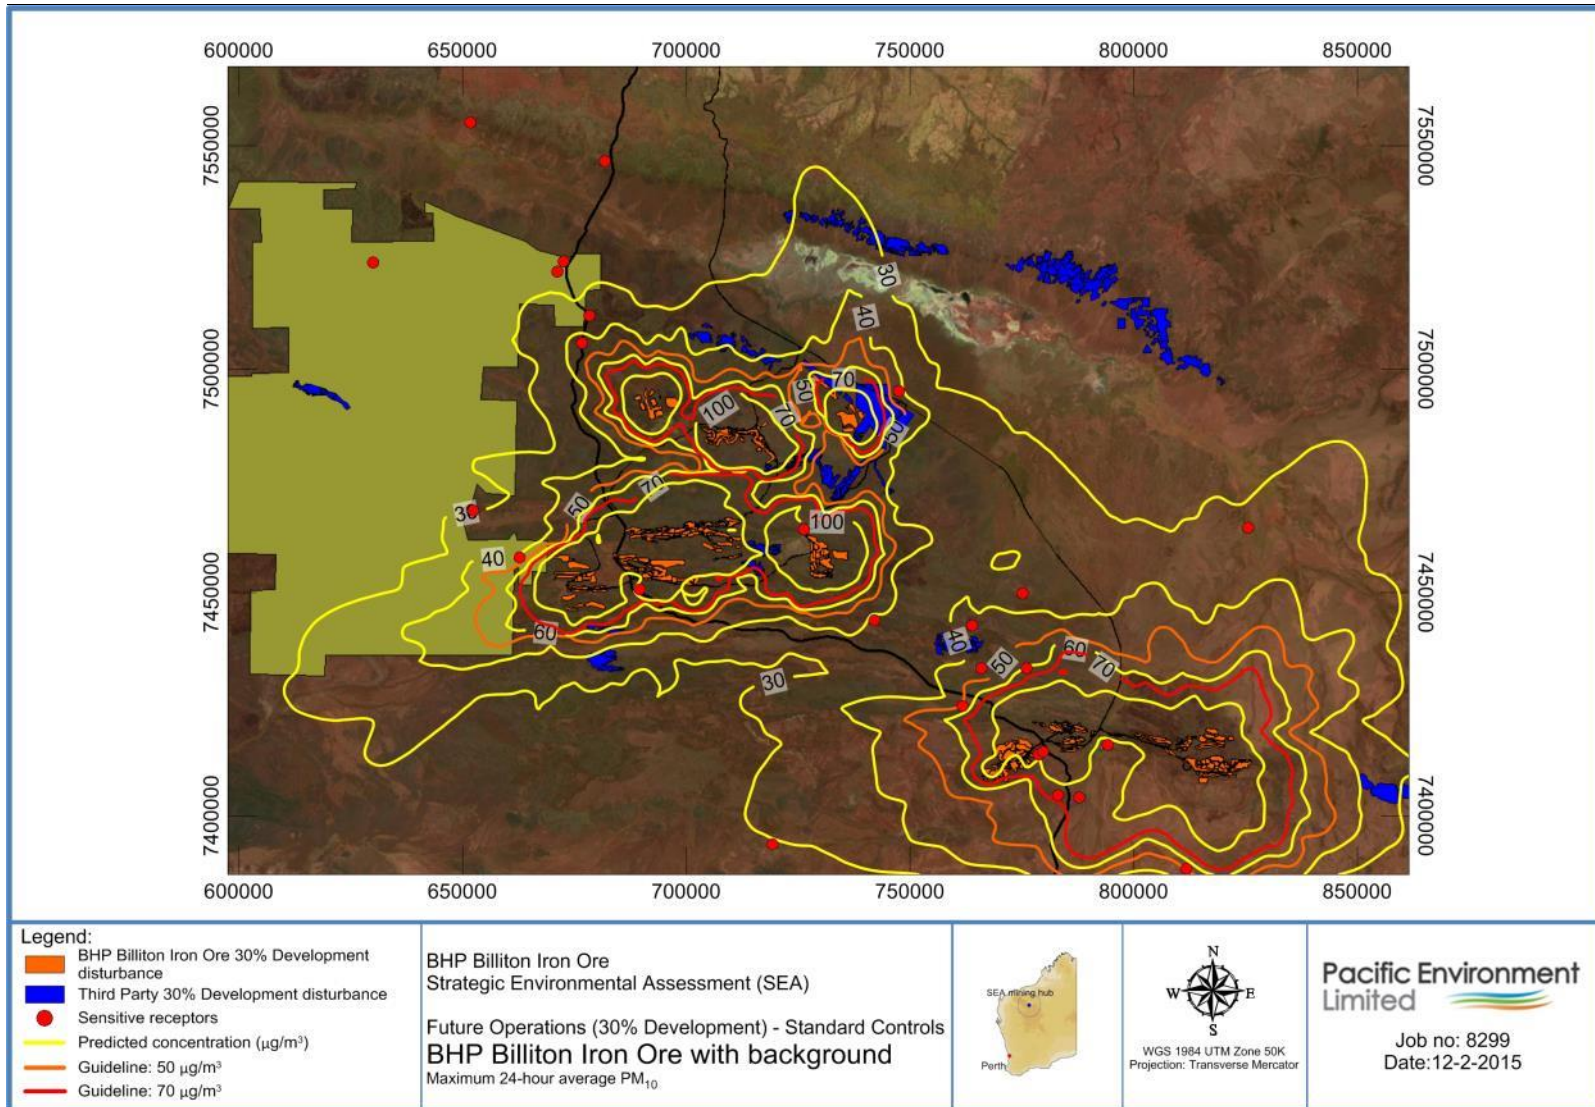 600000 650000 700000 750000 800000 850000
7550000
7550000
30
40
7500000
7500000
70
50
100
70
50
70
50
30
100
40
7450000
7450000
60
40
50
60
70
30
7400000
7400000
600000 650000 700000 750000 800000 850000
Legend:
BHP Billiton Iron Ore 30% Development
disturbance
Third Party 30% Development disturbance
Sensitive receptors
Predicted concentration (µg/m³)
Guideline: 50 µg/m³
Guideline: 70 µg/m³
BHP Billiton Iron Ore
Strategic Environmental Assessment (SEA)
Future Operations (30% Development) - Standard Controls
BHP Billiton Iron Ore with background
Maximum 24-hour average PM₁₀
SEA mining hub
Perth
N
W E
S
WGS 1984 UTM Zone 50K
Projection: Transverse Mercator
Pacific Environment
Limited
Job no: 8299
Date:12-2-2015